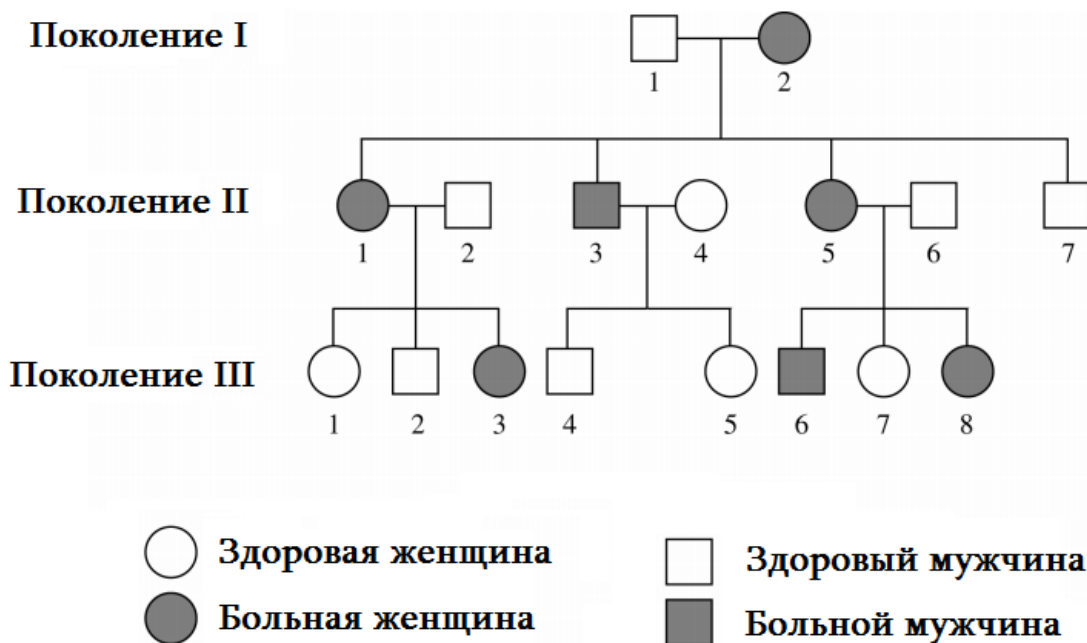 Поколение I
1 2
Поколение II
1 2 3 4 5 6 7
Поколение III
1 2 3 4 5 6 7 8
Здоровая женщина
Здоровый мужчина
Больная женщина
Больной мужчина